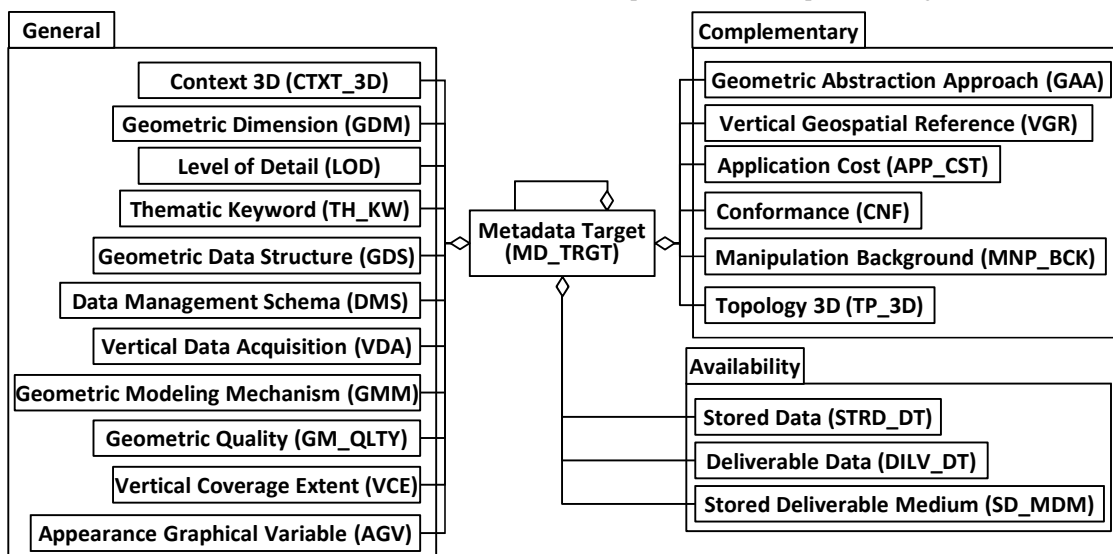 General
Context 3D (CTXT_3D)
Geometric Dimension (GDM)
Level of Detail (LOD)
Thematic Keyword (TH_KW)
Geometric Data Structure (GDS)
Data Management Schema (DMS)
Vertical Data Acquisition (VDA)
Geometric Modeling Mechanism (GMM)
Geometric Quality (GM_QLTY)
Vertical Coverage Extent (VCE)
Appearance Graphical Variable (AGV)
Metadata Target
(MD_TRGT)
Complementary
Geometric Abstraction Approach (GAA)
Vertical Geospatial Reference (VGR)
Application Cost (APP_CST)
Conformance (CNF)
Manipulation Background (MNP_BCK)
Topology 3D (TP_3D)
Availability
Stored Data (STRD_DT)
Deliverable Data (DILV_DT)
Stored Deliverable Medium (SD_MDM)